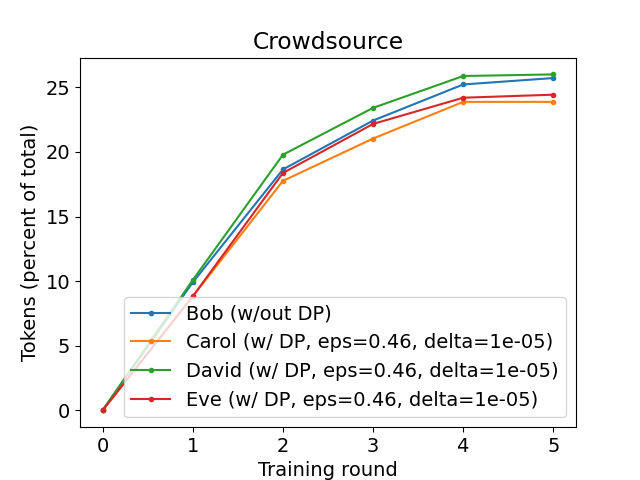 Crowdsource
Tokens (percent of total)
25
20
15
10
5
0
Bob (w/out DP)
Carol (w/ DP, eps=0.46, delta=1e-05)
David (w/ DP, eps=0.46, delta=1e-05)
Eve (w/ DP, eps=0.46, delta=1e-05)
0 1 2 3 4 5
Training round